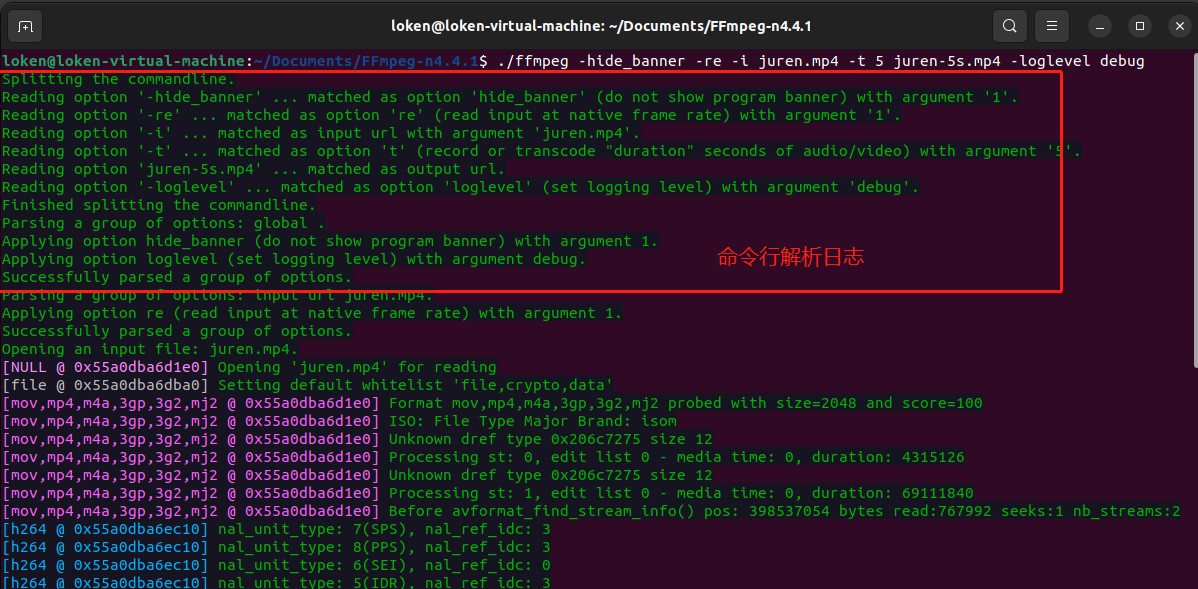 loken@loken-virtual-machine: ~/Documents/FFmpeg-n4.4.1
loken@loken-virtual-machine:~/Documents/FFmpeg-n4.4.1$ ./ffmpeg -hide_banner -re -i juren.mp4 -t 5 juren-5s.mp4 -loglevel debug
Splitting the commandline.
Reading option '-hide_banner' ... matched as option 'hide_banner' (do not show program banner) with argument '1'.
Reading option '-re' ... matched as option 're' (read input at native frame rate) with argument '1'.
Reading option '-i' ... matched as input url with argument 'juren.mp4'.
Reading option '-t' ... matched as option 't' (record or transcode "duration" seconds of audio/video) with argument '5'.
Reading option 'juren-5s.mp4' ... matched as output url.
Reading option '-loglevel' ... matched as option 'loglevel' (set logging level) with argument 'debug'.
Finished splitting the commandline.
Parsing a group of options: global .
Applying option hide_banner (do not show program banner) with argument 1.
Applying option loglevel (set logging level) with argument debug.
命令行解析日志
Successfully parsed a group of options.
Parsing a group of options: input url juren.mp4.
Applying option re (read input at native frame rate) with argument 1.
Successfully parsed a group of options.
Opening an input file: juren.mp4.
[NULL @ 0x55a0dba6d1e0] Opening 'juren.mp4' for reading
[file @ 0x55a0dba6dba0] Setting default whitelist 'file,crypto,data'
[mov,mp4,m4a,3gp,3g2,mj2 @ 0x55a0dba6d1e0] Format mov,mp4,m4a,3gp,3g2,mj2 probed with size=2048 and score=100
[mov,mp4,m4a,3gp,3g2,mj2 @ 0x55a0dba6d1e0] ISO: File Type Major Brand: isom
[mov,mp4,m4a,3gp,3g2,mj2 @ 0x55a0dba6d1e0] Unknown dref type 0x206c7275 size 12
[mov,mp4,m4a,3gp,3g2,mj2 @ 0x55a0dba6d1e0] Processing st: 0, edit list 0 - media time: 0, duration: 4315126
[mov,mp4,m4a,3gp,3g2,mj2 @ 0x55a0dba6d1e0] Unknown dref type 0x206c7275 size 12
[mov,mp4,m4a,3gp,3g2,mj2 @ 0x55a0dba6d1e0] Processing st: 1, edit list 0 - media time: 0, duration: 69111840
[mov,mp4,m4a,3gp,3g2,mj2 @ 0x55a0dba6d1e0] Before avformat_find_stream_info() pos: 398537054 bytes read:767992 seeks:1 nb_streams:2
[h264 @ 0x55a0dba6ec10] nal_unit_type: 7(SPS), nal_ref_idc: 3
[h264 @ 0x55a0dba6ec10] nal_unit_type: 8(PPS), nal_ref_idc: 3
[h264 @ 0x55a0dba6ec10] nal_unit_type: 6(SEI), nal_ref_idc: 0
[h264 @ 0x55a0dba6ec10] nal_unit_type: 5(IDR), nal_ref_idc: 3